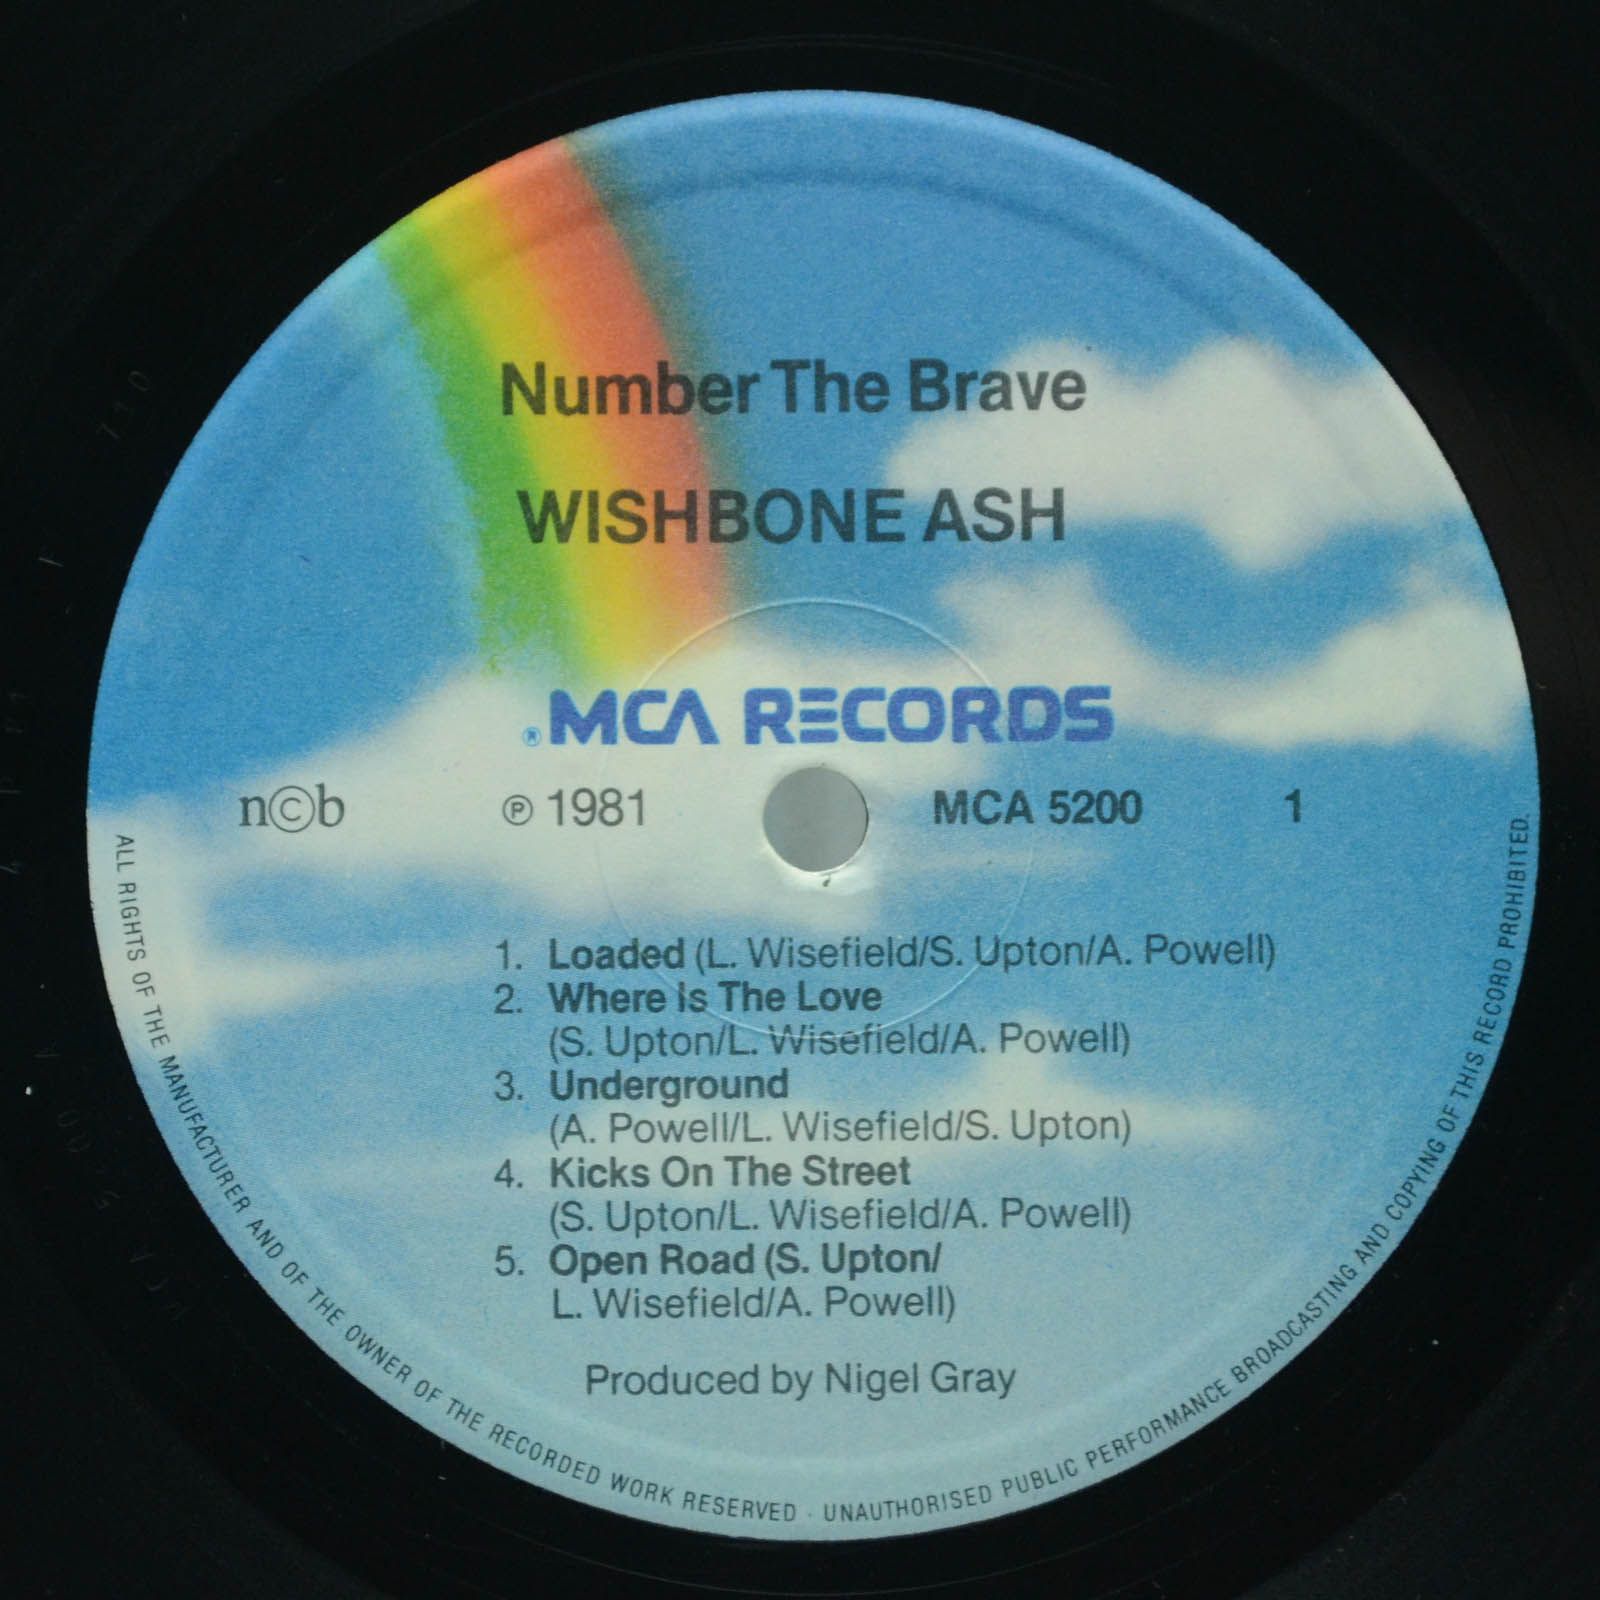 Number The Brave
WISHBONE ASH
® MCA RECORDS
n©b ℗ 1981 MCA 5200 1
1. Loaded (L. Wisefield/S. Upton/A. Powell)
2. Where Is The Love
(S. Upton/L. Wisefield/A. Powell)
3. Underground
(A. Powell/L. Wisefield/S. Upton)
4. Kicks On The Street
(S. Upton/L. Wisefield/A. Powell)
5. Open Road (S. Upton/
L. Wisefield/A. Powell)
Produced by Nigel Gray
ALL RIGHTS OF THE MANUFACTURER AND OF THE OWNER OF THE RECORDED WORK RESERVED · UNAUTHORISED PUBLIC PERFORMANCE BROADCASTING AND COPYING OF THIS RECORD PROHIBITED.